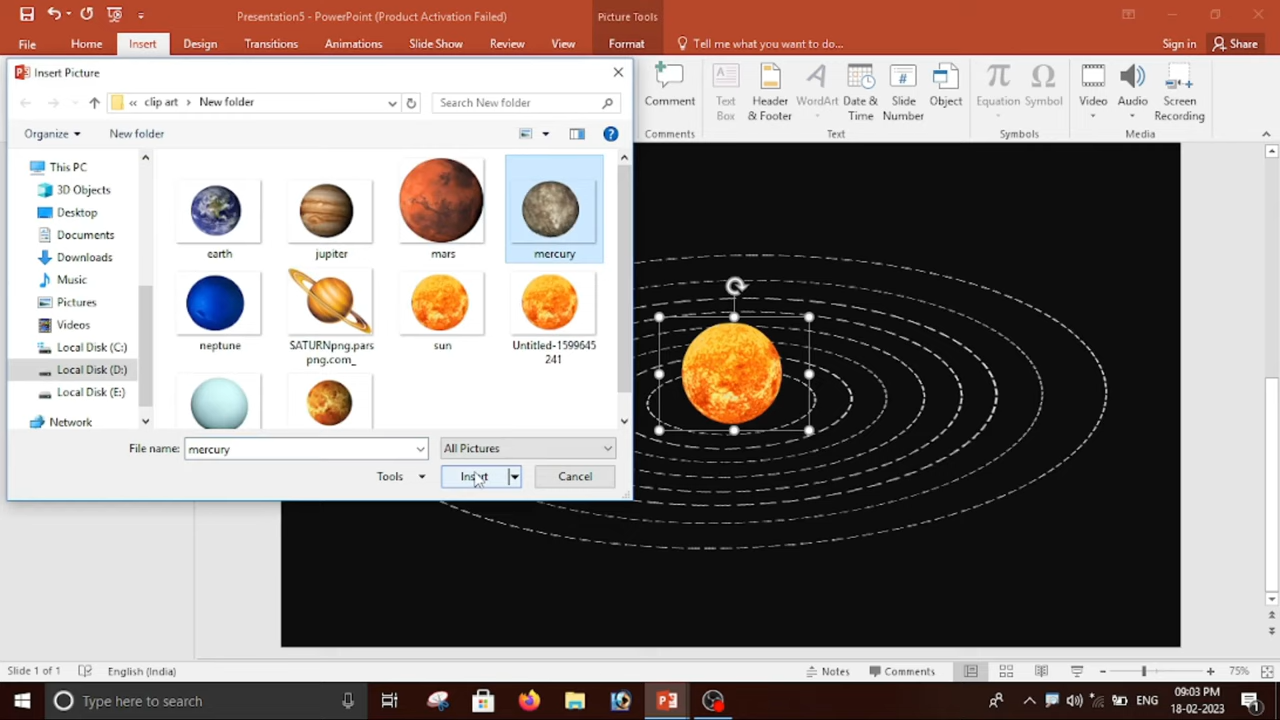 Presentation5 - PowerPoint (Product Activation Failed)
Picture Tools
File
Home
Insert
Design
Transitions
Animations
Slide Show
Review
View
Format
Tell me what you want to do...
Sign in
Share
Comment
Text Box
Header & Footer
WordArt
Date & Time
Slide Number
Object
Equation
Symbol
Video
Audio
Screen Recording
Comments
Text
Symbols
Media
Insert Picture
« clip art > New folder
Search New folder
Organize
New folder
This PC
3D Objects
Desktop
Documents
Downloads
Music
Pictures
Videos
Local Disk (C:)
Local Disk (D:)
Local Disk (E:)
Network
earth
jupiter
mars
mercury
neptune
SATURNpng.pars
png.com_
sun
Untitled-1599645
241
File name: mercury
All Pictures
Tools
Insert
Cancel
Slide 1 of 1
English (India)
Notes
Comments
75%
Type here to search
ENG
09:03 PM
18-02-2023
1